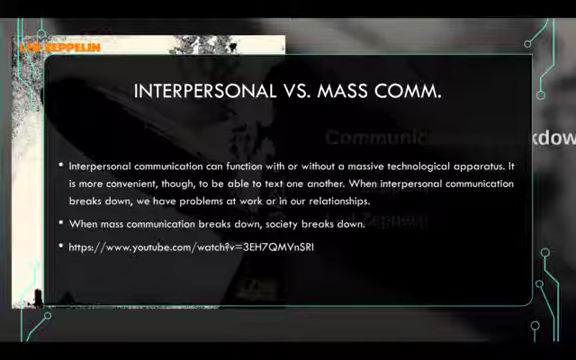 LED ZEPPELIN
INTERPERSONAL VS. MASS COMM.
• Interpersonal communication can function with or without a massive technological apparatus. It
is more convenient, though, to be able to text one another. When interpersonal communication
breaks down, we have problems at work or in our relationships.
• When mass communication breaks down, society breaks down.
• https://www.youtube.com/watch?v=3EH7QMVnSRI
Led Zeppelin